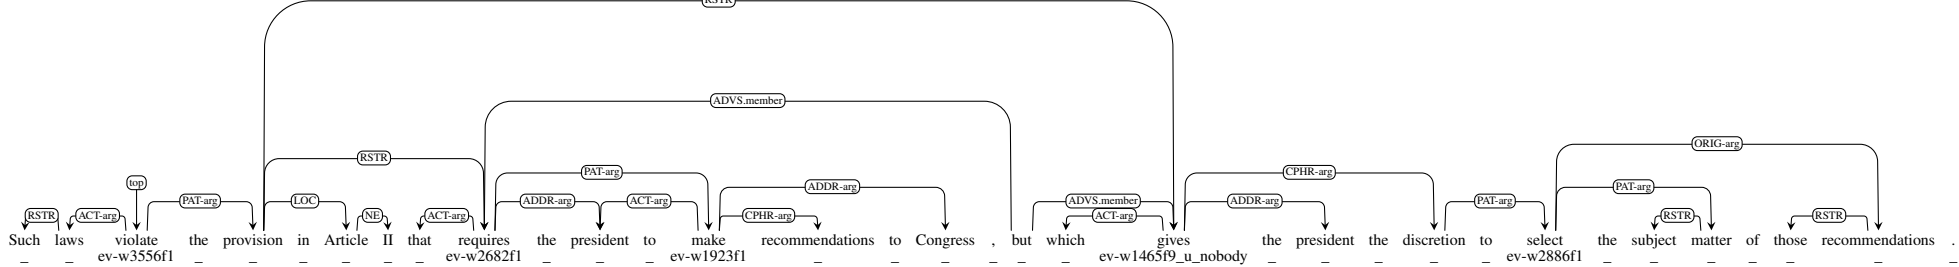 RSTR
ADVS.member
ORIG-arg
RSTR
PAT-arg CPHR-arg
top ADDR-arg PAT-arg
PAT-arg LOC ADDR-arg ACT-arg ADVS.member ADDR-arg PAT-arg
RSTR ACT-arg NE ACT-arg CPHR-arg ACT-arg RSTR RSTR
Such laws violate the provision in Article II that requires the president to make recommendations to Congress , but which gives the president the discretion to select the subject matter of those recommendations .
_ _ ev-w3556f1 _ _ _ _ _ _ ev-w2682f1 _ _ _ ev-w1923f1 _ _ _ _ _ _ ev-w1465f9_u_nobody _ _ _ _ _ ev-w2886f1 _ _ _ _ _ _ _